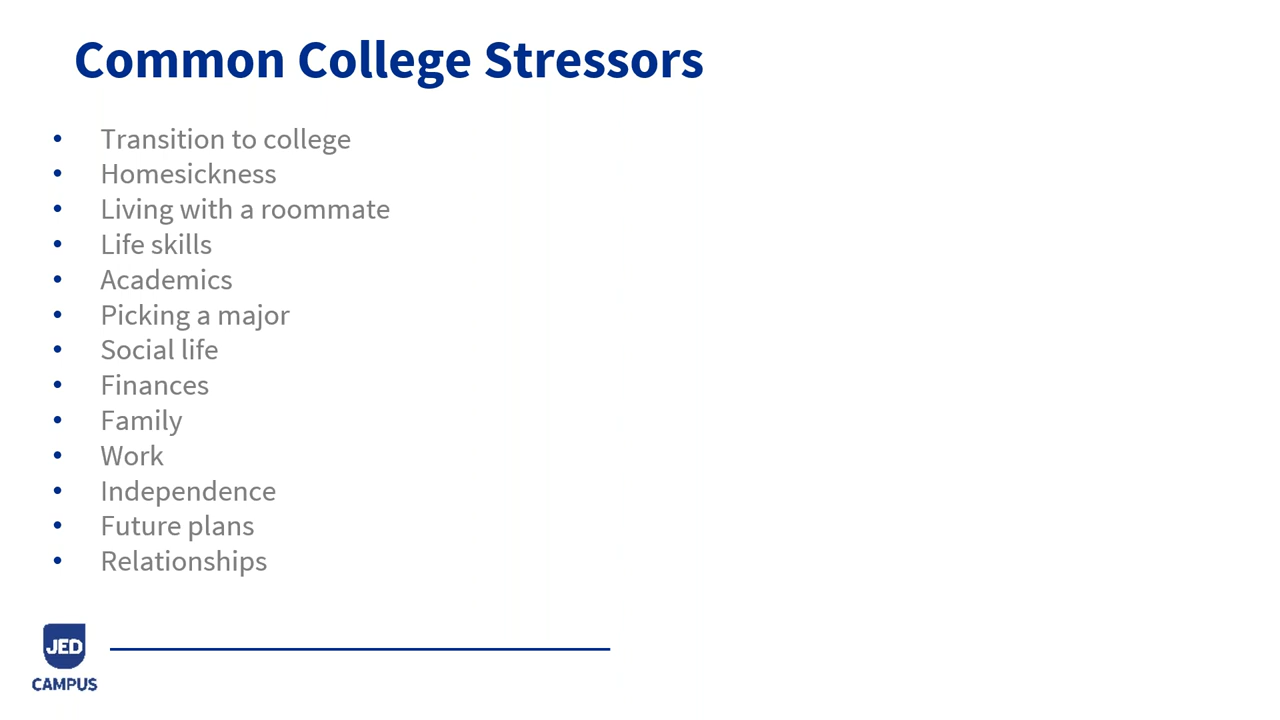 Common College Stressors
• Transition to college
• Homesickness
• Living with a roommate
• Life skills
• Academics
• Picking a major
• Social life
• Finances
• Family
• Work
• Independence
• Future plans
• Relationships
JED
CAMPUS